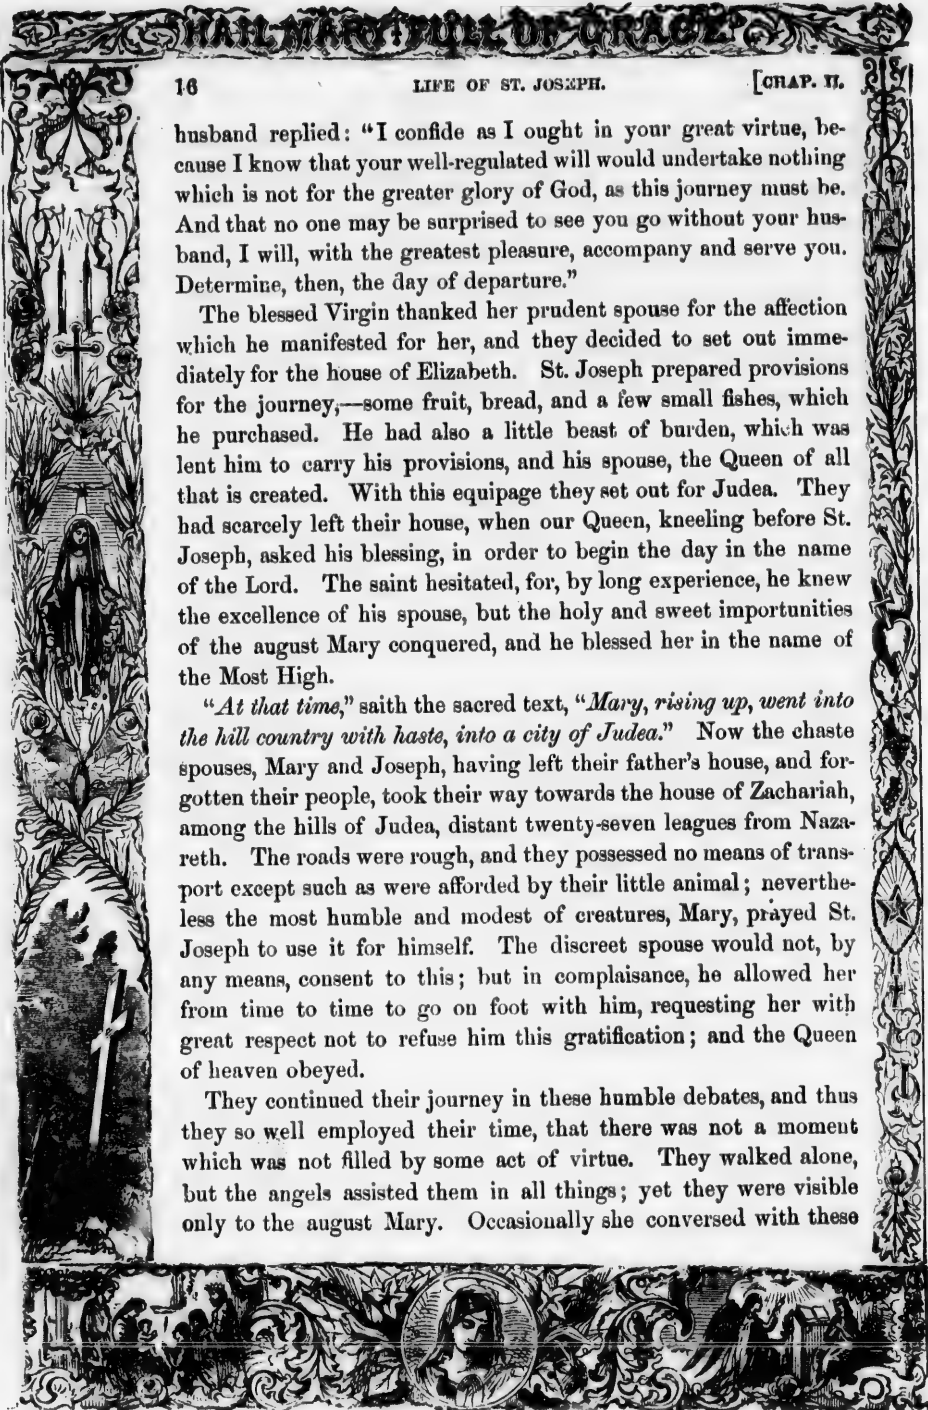 HAIL MARY! FULL OF GRACE
16 LIFE OF ST. JOSEPH. [CHAP. II.
husband replied: “I confide as I ought in your great virtue, be-
cause I know that your well-regulated will would undertake nothing
which is not for the greater glory of God, as this journey must be.
And that no one may be surprised to see you go without your hus-
band, I will, with the greatest pleasure, accompany and serve you.
Determine, then, the day of departure.”
The blessed Virgin thanked her prudent spouse for the affection
which he manifested for her, and they decided to set out imme-
diately for the house of Elizabeth. St. Joseph prepared provisions
for the journey,—some fruit, bread, and a few small fishes, which
he purchased. He had also a little beast of burden, which was
lent him to carry his provisions, and his spouse, the Queen of all
that is created. With this equipage they set out for Judea. They
had scarcely left their house, when our Queen, kneeling before St.
Joseph, asked his blessing, in order to begin the day in the name
of the Lord. The saint hesitated, for, by long experience, he knew
the excellence of his spouse, but the holy and sweet importunities
of the august Mary conquered, and he blessed her in the name of
the Most High.
“At that time,” saith the sacred text, “Mary, rising up, went into
the hill country with haste, into a city of Judea.” Now the chaste
spouses, Mary and Joseph, having left their father's house, and for-
gotten their people, took their way towards the house of Zachariah,
among the hills of Judea, distant twenty-seven leagues from Naza-
reth. The roads were rough, and they possessed no means of trans-
port except such as were afforded by their little animal; neverthe-
less the most humble and modest of creatures, Mary, prayed St.
Joseph to use it for himself. The discreet spouse would not, by
any means, consent to this; but in complaisance, he allowed her
from time to time to go on foot with him, requesting her with
great respect not to refuse him this gratification; and the Queen
of heaven obeyed.
They continued their journey in these humble debates, and thus
they so well employed their time, that there was not a moment
which was not filled by some act of virtue. They walked alone,
but the angels assisted them in all things; yet they were visible
only to the august Mary. Occasionally she conversed with these